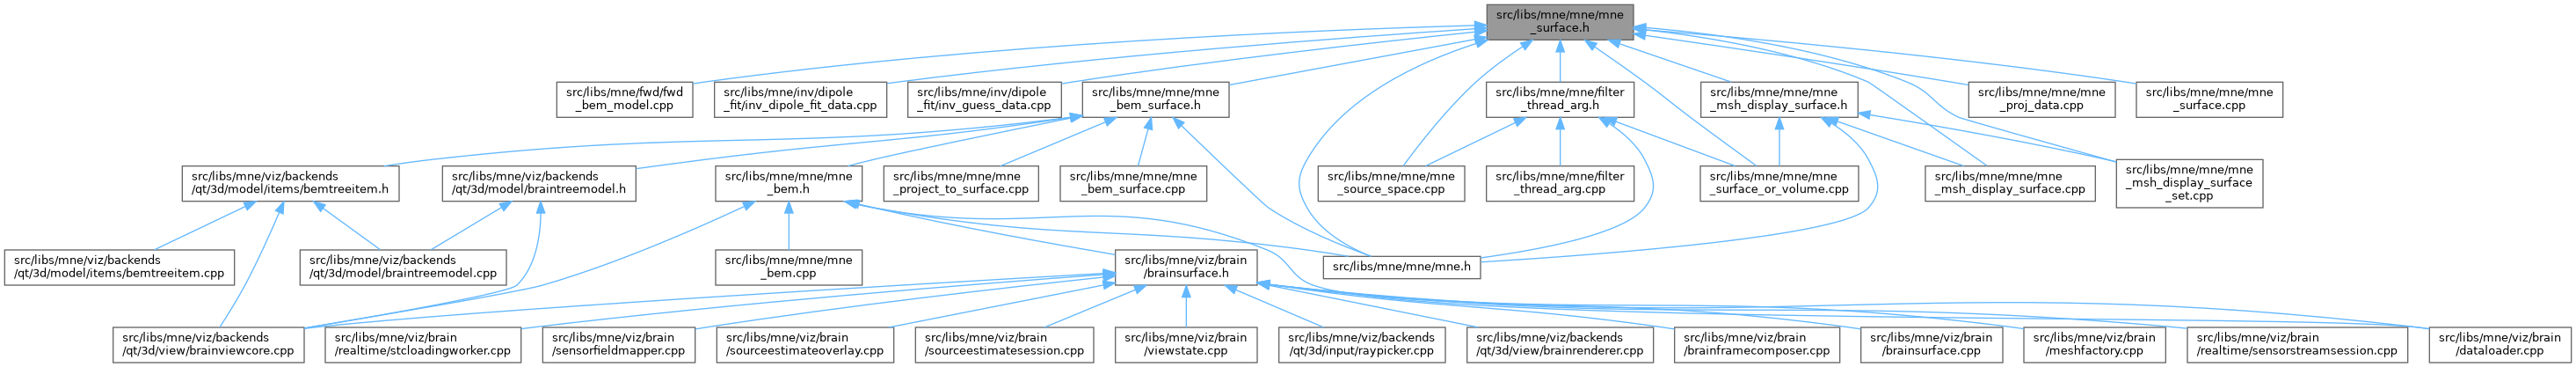 src/libs/mne/mne/mne
_surface.h
src/libs/mne/fwd/fwd
_bem_model.cpp
src/libs/mne/inv/dipole
_fit/inv_dipole_fit_data.cpp
src/libs/mne/inv/dipole
_fit/inv_guess_data.cpp
src/libs/mne/mne/mne
_bem_surface.h
src/libs/mne/mne/filter
_thread_arg.h
src/libs/mne/mne/mne
_msh_display_surface.h
src/libs/mne/mne/mne
_proj_data.cpp
src/libs/mne/mne/mne
_surface.cpp
src/libs/mne/viz/backends
/qt/3d/model/items/bemtreeitem.h
src/libs/mne/viz/backends
/qt/3d/model/braintreemodel.h
src/libs/mne/mne/mne
_bem.h
src/libs/mne/mne/mne
_project_to_surface.cpp
src/libs/mne/mne/mne
_bem_surface.cpp
src/libs/mne/mne/mne
_source_space.cpp
src/libs/mne/mne/filter
_thread_arg.cpp
src/libs/mne/mne/mne
_surface_or_volume.cpp
src/libs/mne/mne/mne
_msh_display_surface.cpp
src/libs/mne/mne/mne
_msh_display_surface
_set.cpp
src/libs/mne/viz/backends
/qt/3d/model/items/bemtreeitem.cpp
src/libs/mne/viz/backends
/qt/3d/model/braintreemodel.cpp
src/libs/mne/mne/mne
_bem.cpp
src/libs/mne/viz/brain
/brainsurface.h
src/libs/mne/mne/mne.h
src/libs/mne/viz/backends
/qt/3d/view/brainviewcore.cpp
src/libs/mne/viz/brain
/realtime/stcloadingworker.cpp
src/libs/mne/viz/brain
/sensorfieldmapper.cpp
src/libs/mne/viz/brain
/sourceestimateoverlay.cpp
src/libs/mne/viz/brain
/sourceestimatesession.cpp
src/libs/mne/viz/brain
/viewstate.cpp
src/libs/mne/viz/backends
/qt/3d/input/raypicker.cpp
src/libs/mne/viz/backends
/qt/3d/view/brainrenderer.cpp
src/libs/mne/viz/brain
/brainframecomposer.cpp
src/libs/mne/viz/brain
/brainsurface.cpp
src/libs/mne/viz/brain
/meshfactory.cpp
src/libs/mne/viz/brain
/realtime/sensorstreamsession.cpp
src/libs/mne/viz/brain
/dataloader.cpp